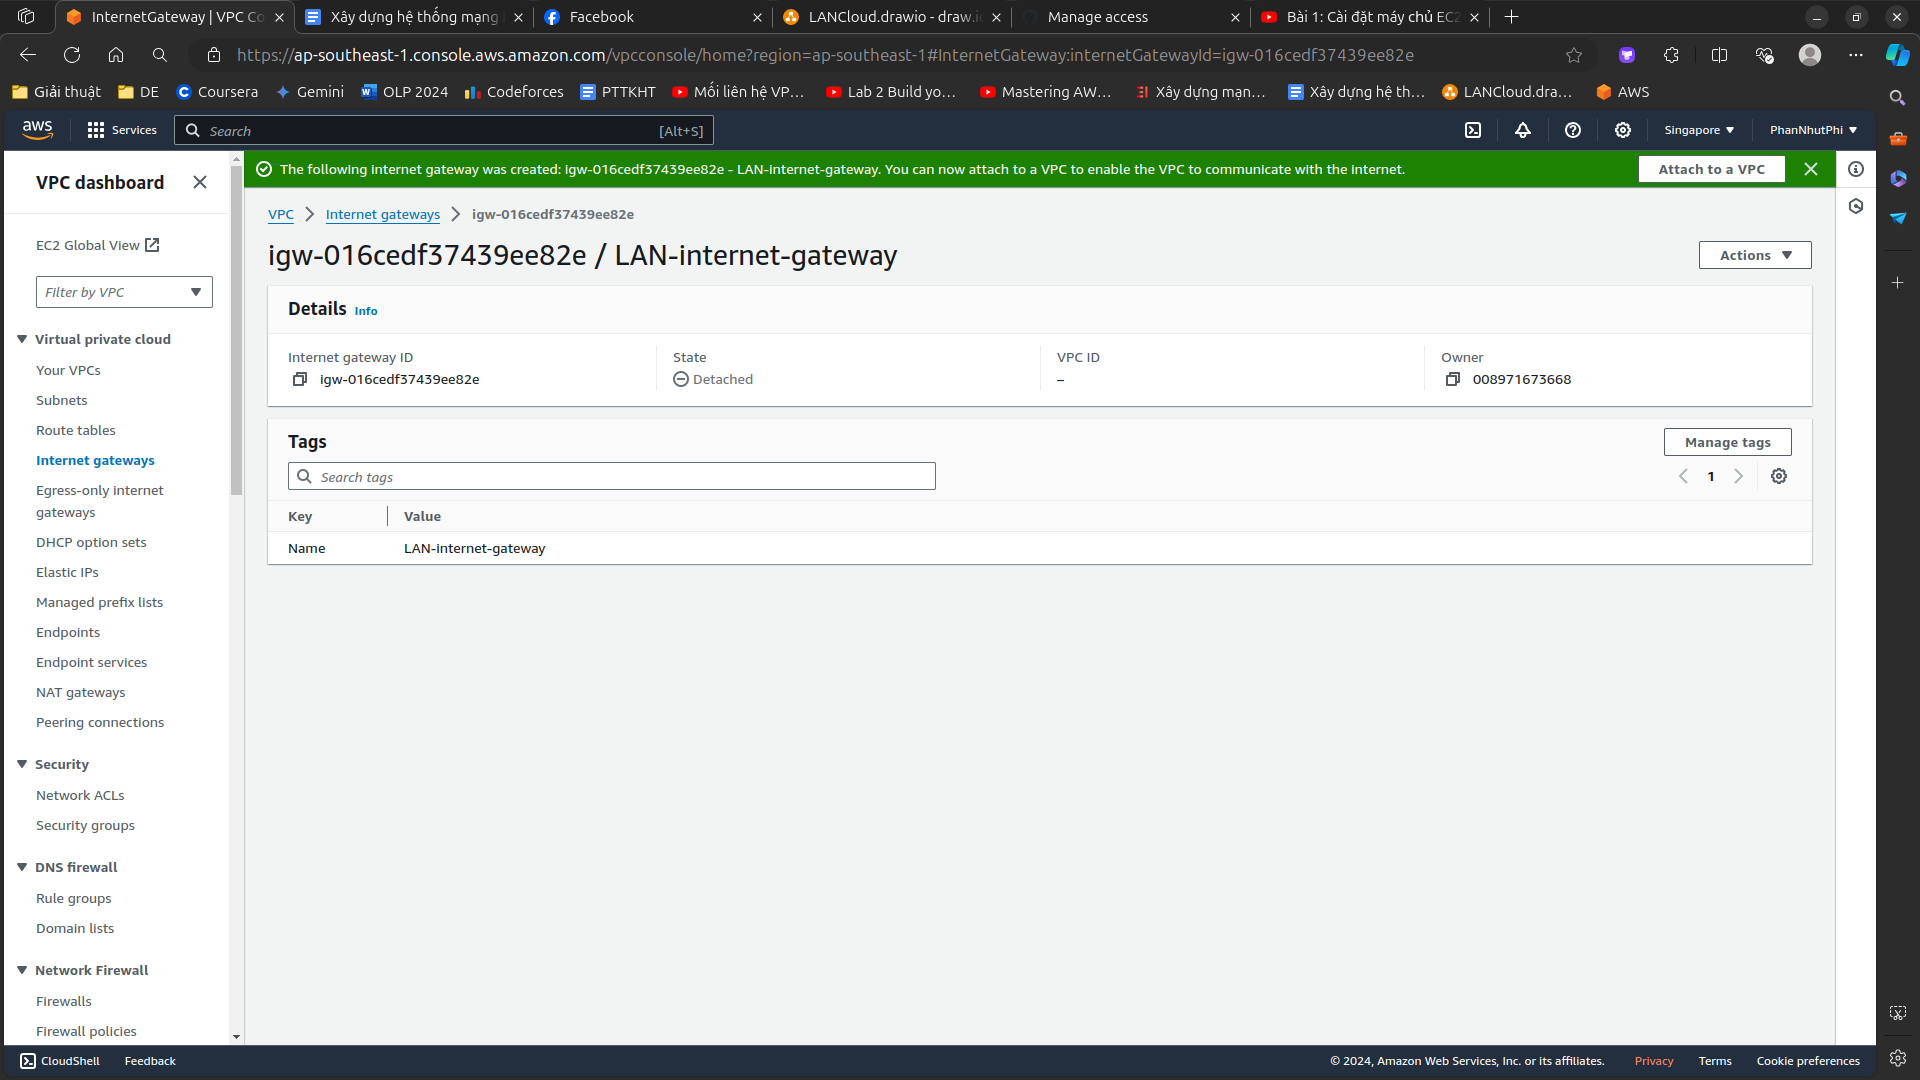 InternetGateway | VPC Co
Xây dựng hệ thống mạng
Facebook
LANCloud.drawio - draw.i
Manage access
Bài 1: Cài đặt máy chủ EC2
https://ap-southeast-1.console.aws.amazon.com/vpcconsole/home?region=ap-southeast-1#InternetGateway:internetGatewayId=igw-016cedf37439ee82e
Giải thuật
DE
Coursera
Gemini
OLP 2024
Codeforces
PTTKHT
Mối liên hệ VP...
Lab 2 Build yo...
Mastering AW...
Xây dựng mạn...
Xây dựng hệ th...
LANCloud.dra...
AWS
aws
Services
Search
[Alt+S]
Singapore
PhanNhutPhi
VPC dashboard
The following internet gateway was created: igw-016cedf37439ee82e - LAN-internet-gateway. You can now attach to a VPC to enable the VPC to communicate with the internet.
Attach to a VPC
EC2 Global View
Filter by VPC
Virtual private cloud
Your VPCs
Subnets
Route tables
Internet gateways
Egress-only internet
gateways
DHCP option sets
Elastic IPs
Managed prefix lists
Endpoints
Endpoint services
NAT gateways
Peering connections
Security
Network ACLs
Security groups
DNS firewall
Rule groups
Domain lists
Network Firewall
Firewalls
Firewall policies
VPC
Internet gateways
igw-016cedf37439ee82e
igw-016cedf37439ee82e / LAN-internet-gateway
Actions
Details Info
Internet gateway ID
igw-016cedf37439ee82e
State
Detached
VPC ID
–
Owner
008971673668
Tags
Manage tags
Search tags
1
Key Value
Name LAN-internet-gateway
CloudShell
Feedback
© 2024, Amazon Web Services, Inc. or its affiliates.
Privacy
Terms
Cookie preferences